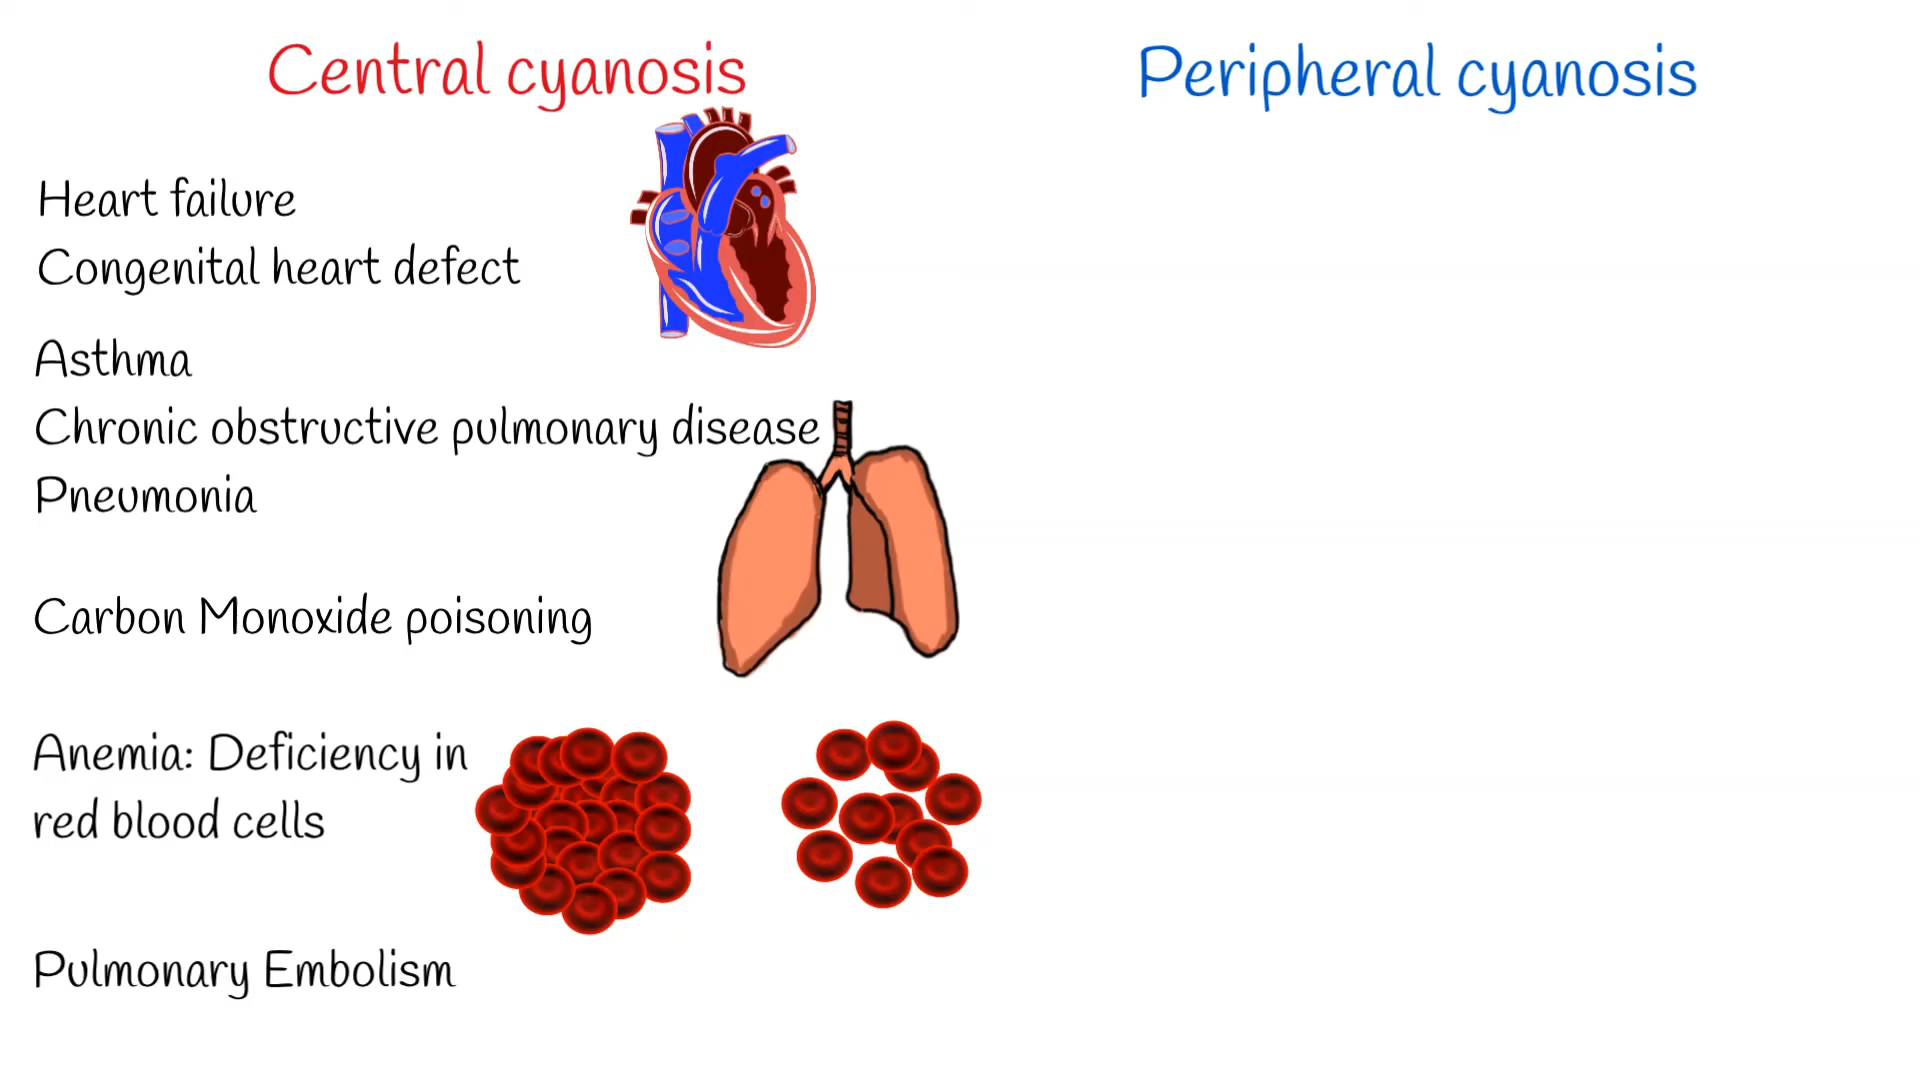 Central cyanosis
Peripheral cyanosis
Heart failure
Congenital heart defect
Asthma
Chronic obstructive pulmonary disease
Pneumonia
Carbon Monoxide poisoning
Anemia: Deficiency in
red blood cells
Pulmonary Embolism